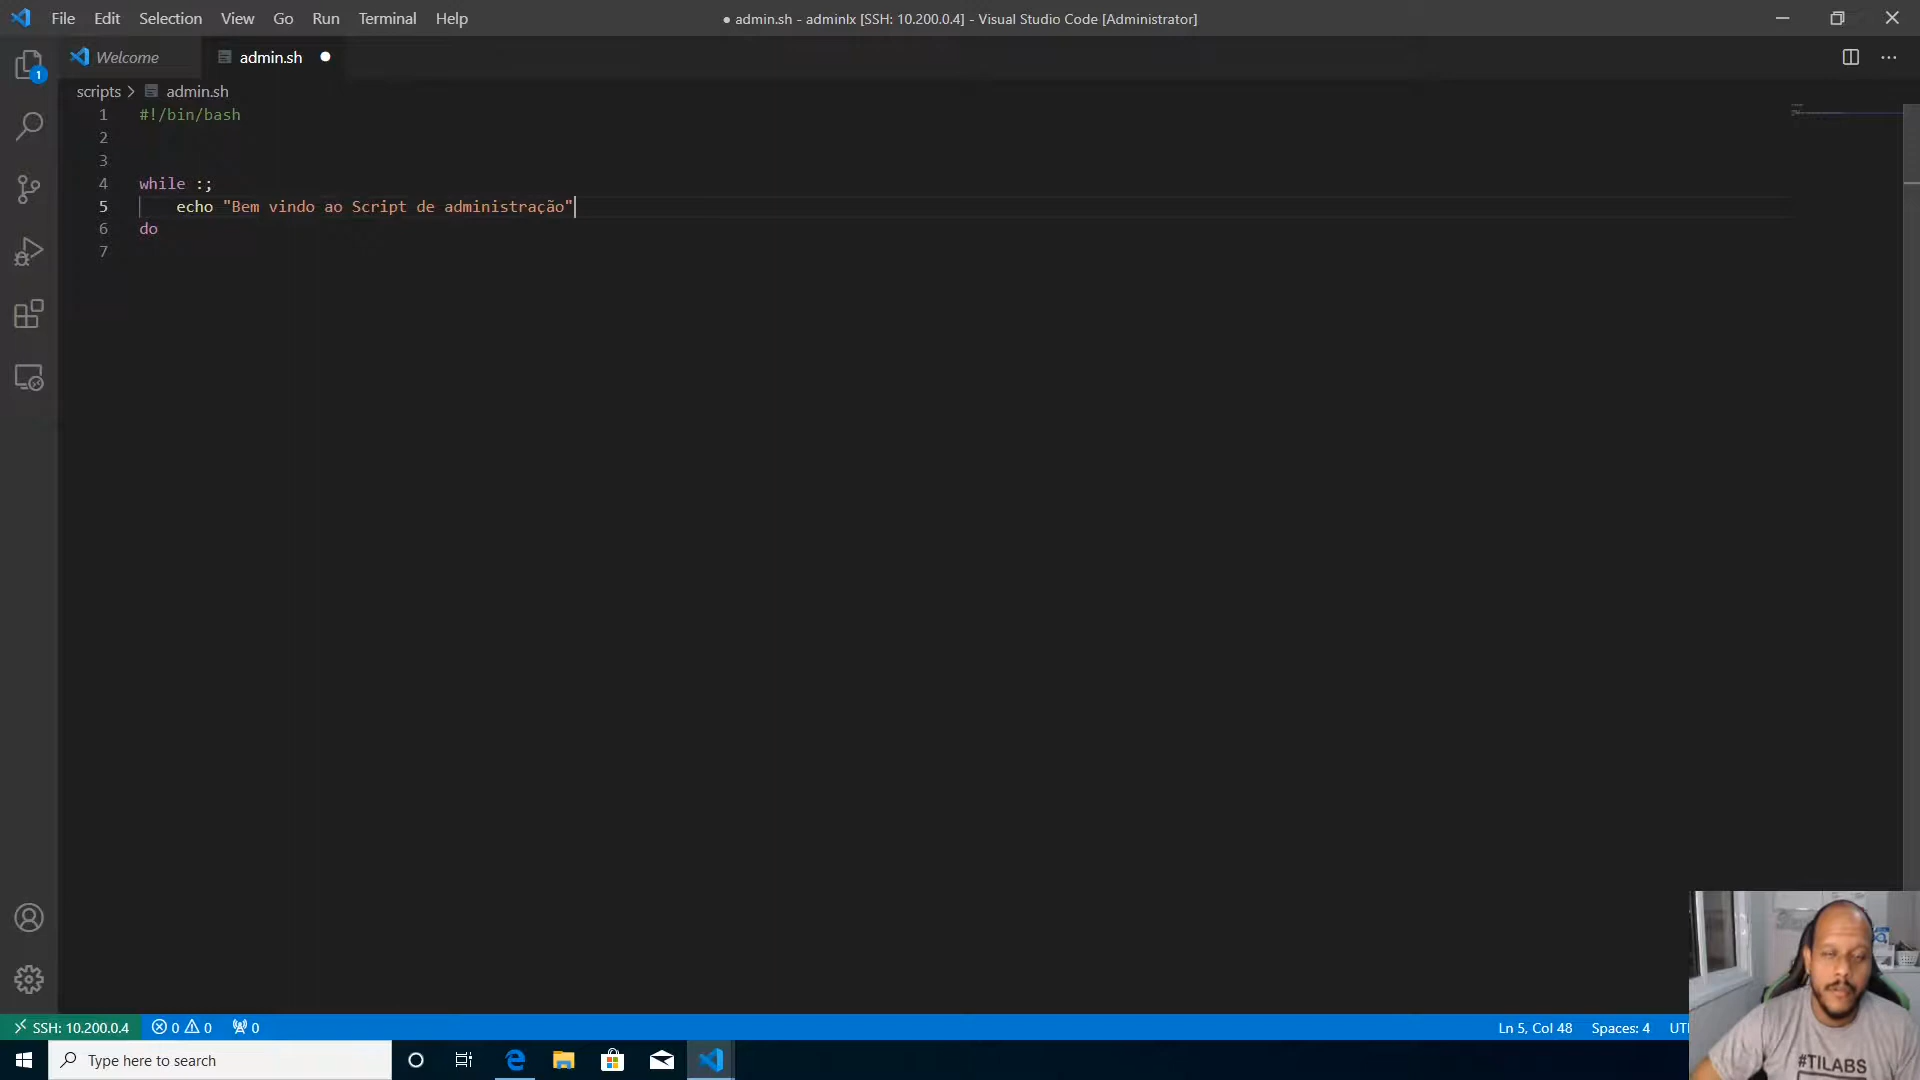 File Edit Selection View Go Run Terminal Help
● admin.sh - adminlx [SSH: 10.200.0.4] - Visual Studio Code [Administrator]
Welcome
admin.sh
1
scripts > admin.sh
1 #!/bin/bash
2
3
4 while :;
5 echo "Bem vindo ao Script de administração"
6 do
7
SSH: 10.200.0.4
0 0 0
Ln 5, Col 48
Spaces: 4
Type here to search
#TILABS